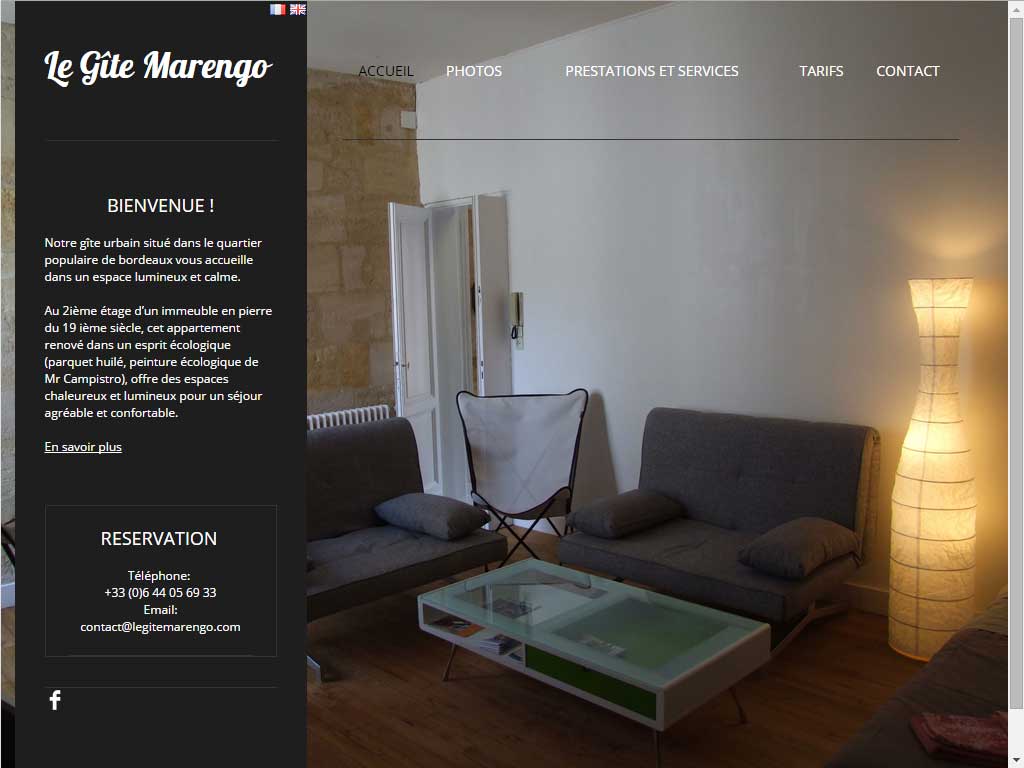 Le Gîte Marengo
ACCUEIL PHOTOS PRESTATIONS ET SERVICES TARIFS CONTACT
BIENVENUE !
Notre gîte urbain situé dans le quartier
populaire de bordeaux vous accueille
dans un espace lumineux et calme.
Au 2ième étage d'un immeuble en pierre
du 19 ième siècle, cet appartement
renové dans un esprit écologique
(parquet huilé, peinture écologique de
Mr Campistro), offre des espaces
chaleureux et lumineux pour un séjour
agréable et confortable.
En savoir plus
RESERVATION
Téléphone:
+33 (0)6 44 05 69 33
Email:
contact@legitemarengo.com